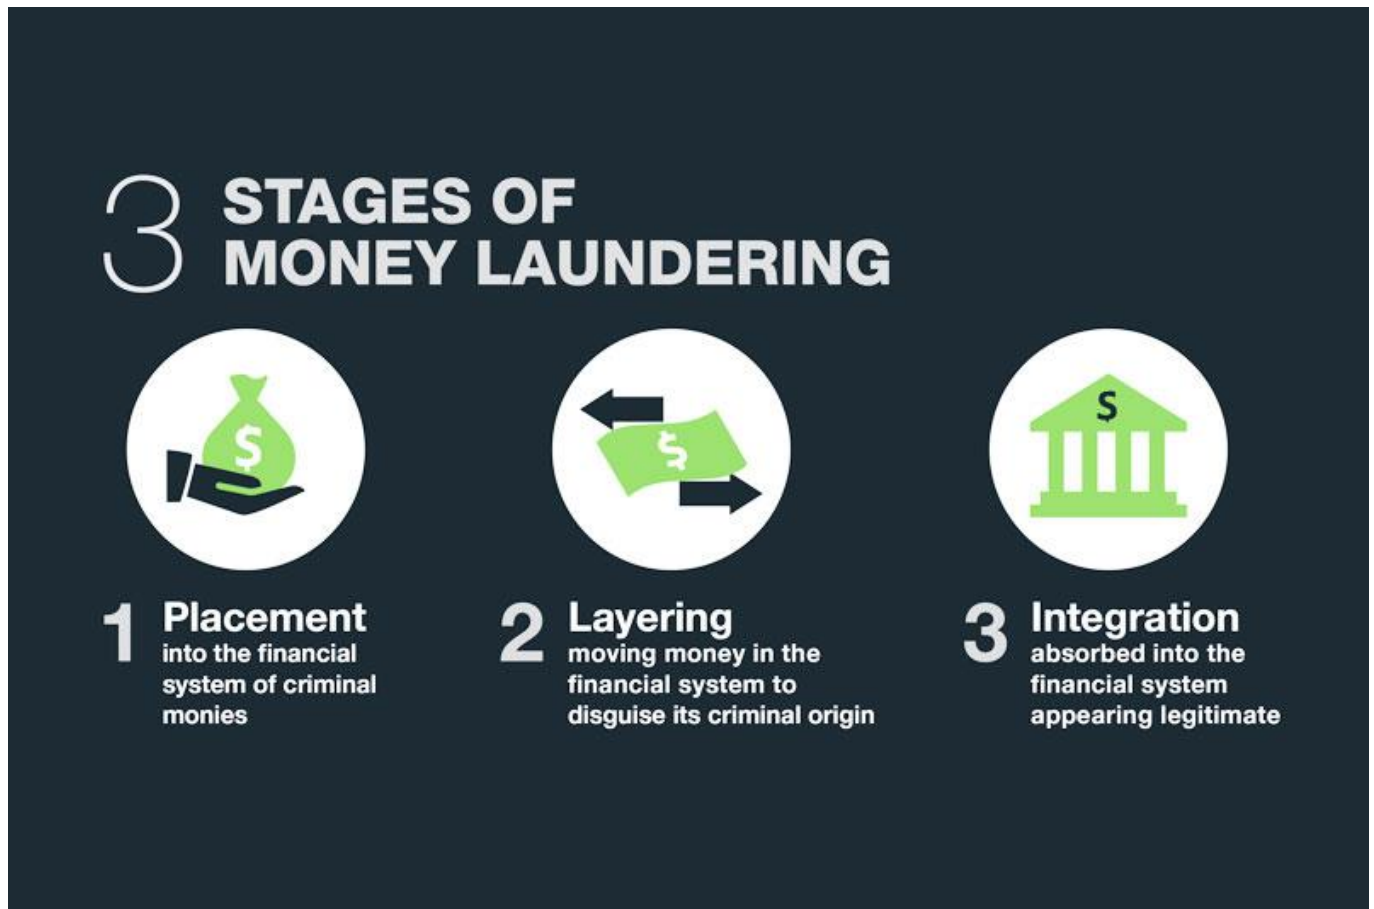 3 STAGES OF
MONEY LAUNDERING
$
$
$
1 Placement
into the financial
system of criminal
monies
2 Layering
moving money in the
financial system to
disguise its criminal origin
3 Integration
absorbed into the
financial system
appearing legitimate